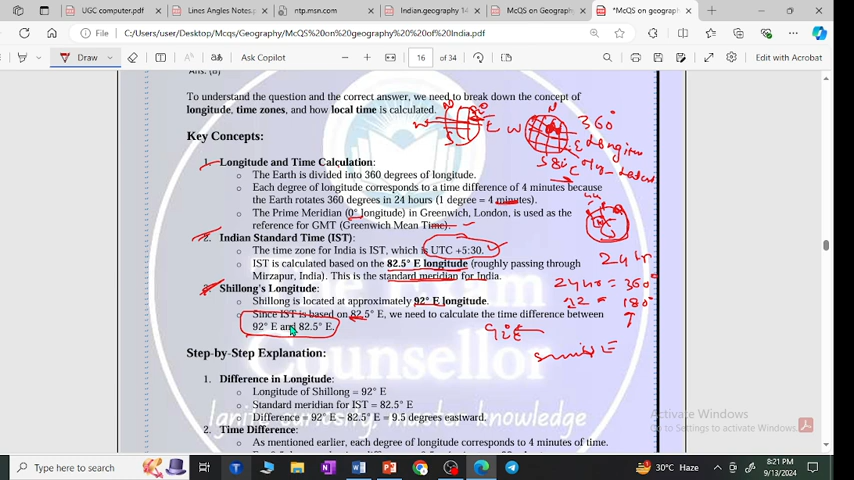 UGC computer.pdf
Lines Angles Notes.p
ntp.msn.com
Indian.geography 14
McQS on Geography
*McQS on geograph
File
C:/Users/user/Desktop/Mcqs/Geography/McQS%20on%20geography%20%20of%20India.pdf
Draw
Ask Copilot
16 of 34
Edit with Acrobat
Ans: (B)
To understand the question and the correct answer, we need to break down the concept of
longitude, time zones, and how local time is calculated.
Key Concepts:
1. Longitude and Time Calculation:
The Earth is divided into 360 degrees of longitude.
Each degree of longitude corresponds to a time difference of 4 minutes because
the Earth rotates 360 degrees in 24 hours (1 degree = 4 minutes).
The Prime Meridian (0° longitude) in Greenwich, London, is used as the
reference for GMT (Greenwich Mean Time).
2. Indian Standard Time (IST):
The time zone for India is IST, which is UTC +5:30.
IST is calculated based on the 82.5° E longitude (roughly passing through
Mirzapur, India). This is the standard meridian for India.
3. Shillong's Longitude:
Shillong is located at approximately 92° E longitude.
Since IST is based on 82.5° E, we need to calculate the time difference between
92° E and 82.5° E.
N
W
E
S
N
W
E
S
360°
24 hr
24 hr = 360°
12 = 180°
92°E
Step-by-Step Explanation:
1. Difference in Longitude:
Longitude of Shillong = 92° E
Standard meridian for IST = 82.5° E
Difference = 92° E - 82.5° E = 9.5 degrees eastward.
2. Time Difference:
As mentioned earlier, each degree of longitude corresponds to 4 minutes of time.
The
Counsellor
knowledge
Activate Windows
Go to Settings to activate Windows.
Type here to search
30°C Haze
8:21 PM
9/13/2024